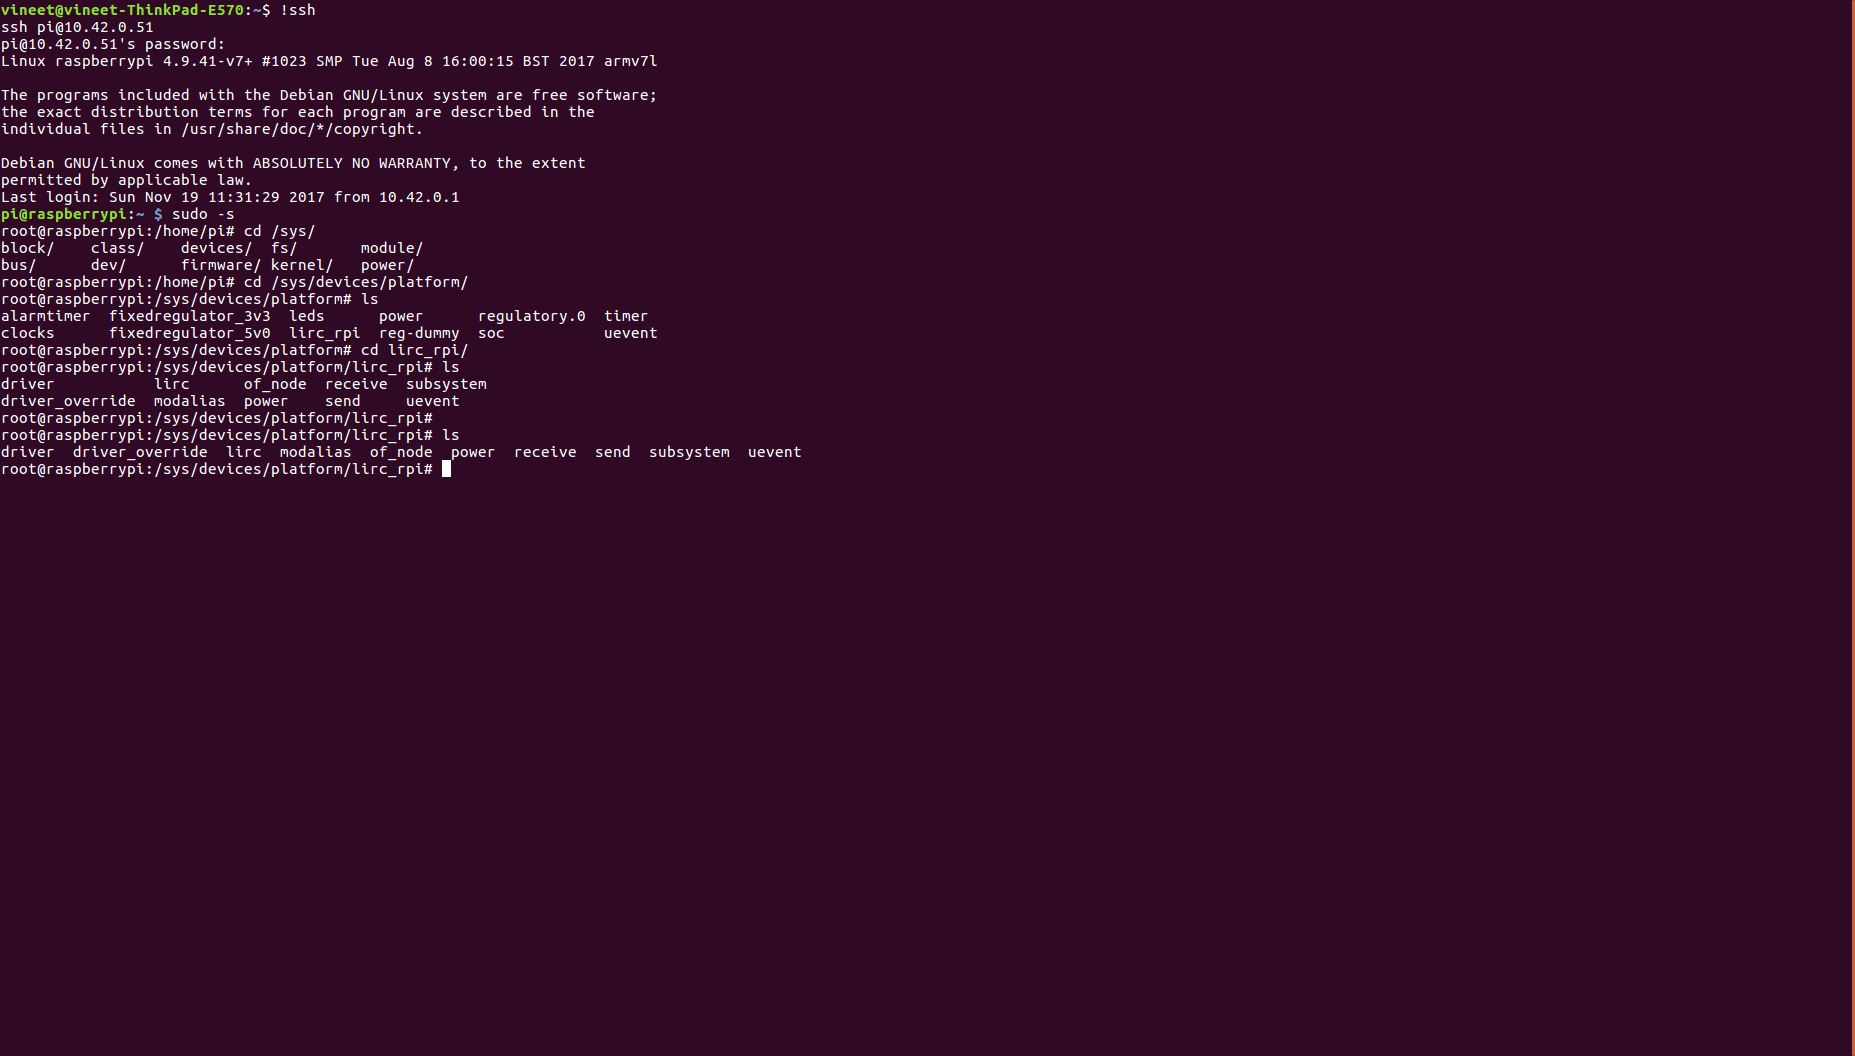 vineet@vineet-ThinkPad-E570:~$ !ssh
ssh pi@10.42.0.51
pi@10.42.0.51's password:
Linux raspberrypi 4.9.41-v7+ #1023 SMP Tue Aug 8 16:00:15 BST 2017 armv7l

The programs included with the Debian GNU/Linux system are free software;
the exact distribution terms for each program are described in the
individual files in /usr/share/doc/*/copyright.

Debian GNU/Linux comes with ABSOLUTELY NO WARRANTY, to the extent
permitted by applicable law.
Last login: Sun Nov 19 11:31:29 2017 from 10.42.0.1
pi@raspberrypi:~ $ sudo -s
root@raspberrypi:/home/pi# cd /sys/
block/    class/    devices/  fs/       module/
bus/      dev/      firmware/ kernel/   power/
root@raspberrypi:/home/pi# cd /sys/devices/platform/
root@raspberrypi:/sys/devices/platform# ls
alarmtimer  fixedregulator_3v3  leds      power      regulatory.0  timer
clocks      fixedregulator_5v0  lirc_rpi  reg-dummy  soc           uevent
root@raspberrypi:/sys/devices/platform# cd lirc_rpi/
root@raspberrypi:/sys/devices/platform/lirc_rpi# ls
driver           lirc      of_node  receive  subsystem
driver_override  modalias  power    send     uevent
root@raspberrypi:/sys/devices/platform/lirc_rpi#
root@raspberrypi:/sys/devices/platform/lirc_rpi# ls
driver  driver_override  lirc  modalias  of_node  power  receive  send  subsystem  uevent
root@raspberrypi:/sys/devices/platform/lirc_rpi#